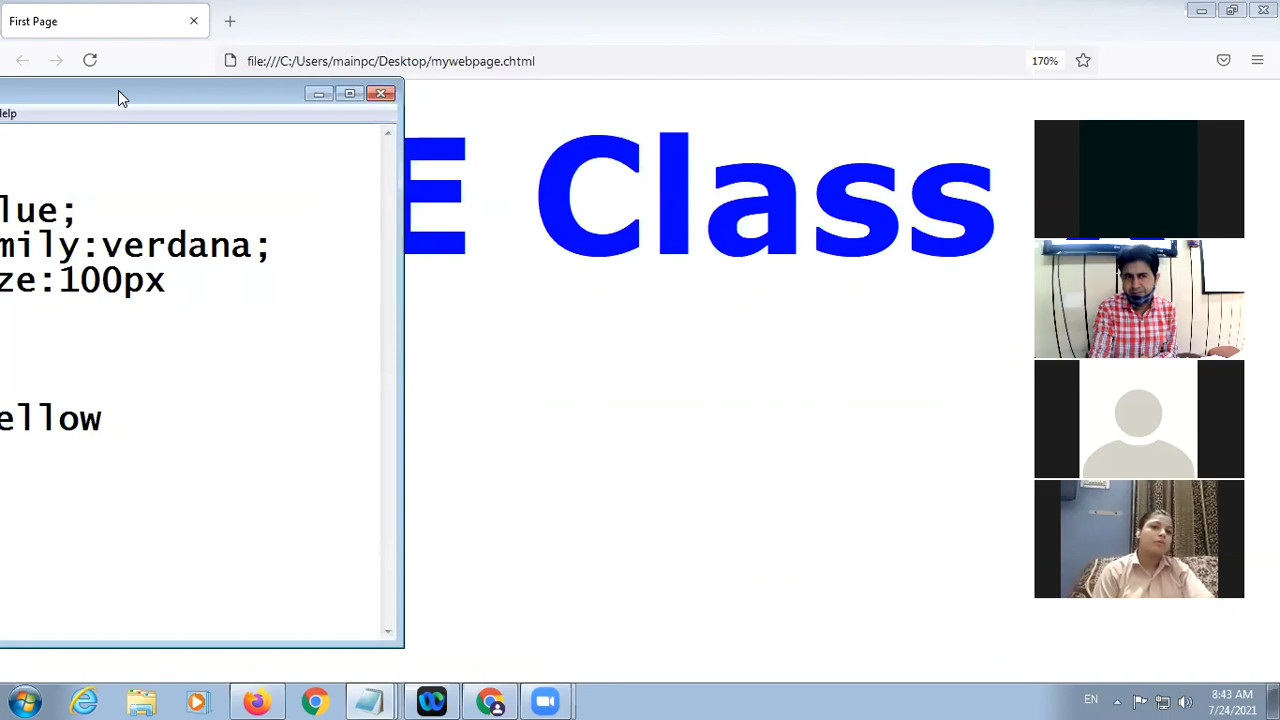 First Page
file:///C:/Users/mainpc/Desktop/mywebpage.chtml
170%
elp
E Class
lue;
mily:verdana;
ze:100px
ellow
EN
8:43 AM
7/24/2021